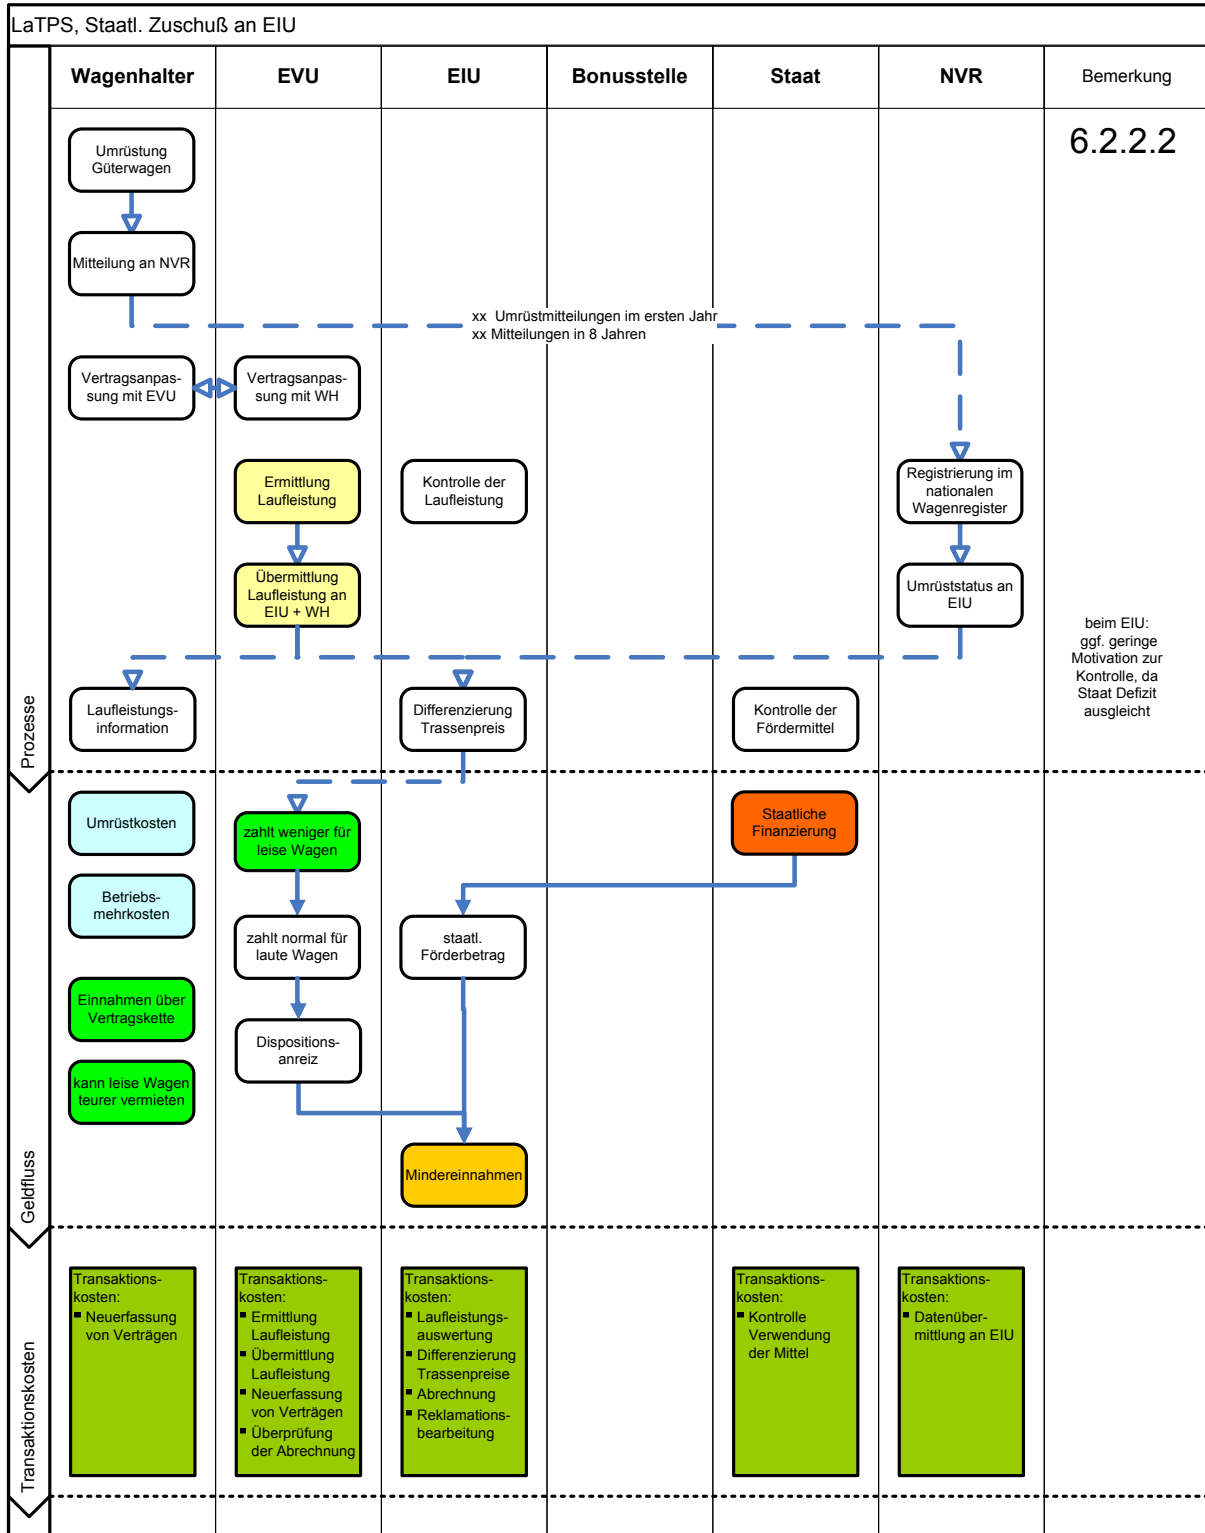 LaTPS, Staatl. Zuschuß an EIU
Wagenhalter
EVU
EIU
Bonusstelle
Staat
NVR
Bemerkung
6.2.2.2
Prozesse
Umrüstung
Güterwagen
Mitteilung an NVR
xx Umrüstmitteilungen im ersten Jahr
xx Mitteilungen in 8 Jahren
Vertragsanpas-
sung mit EVU
Vertragsanpas-
sung mit WH
Ermittlung
Laufleistung
Kontrolle der
Laufleistung
Registrierung im
nationalen
Wagenregister
Übermittlung
Laufleistung an
EIU + WH
Umrüststatus an
EIU
beim EIU:
ggf. geringe
Motivation zur
Kontrolle, da
Staat Defizit
ausgleicht
Laufleistungs-
information
Differenzierung
Trassenpreis
Kontrolle der
Fördermittel
Geldfluss
Umrüstkosten
zahlt weniger für
leise Wagen
Staatliche
Finanzierung
Betriebs-
mehrkosten
zahlt normal für
laute Wagen
staatl.
Förderbetrag
Einnahmen über
Vertragskette
Dispositions-
anreiz
kann leise Wagen
teurer vermieten
Mindereinnahmen
Transaktionskosten
Transaktions-
kosten:
▪ Neuerfassung
von Verträgen
Transaktions-
kosten:
▪ Ermittlung
Laufleistung
▪ Übermittlung
Laufleistung
▪ Neuerfassung
von Verträgen
▪ Überprüfung
der Abrechnung
Transaktions-
kosten:
▪ Laufleistungs-
auswertung
▪ Differenzierung
Trassenpreise
▪ Abrechnung
▪ Reklamations-
bearbeitung
Transaktions-
kosten:
▪ Kontrolle
Verwendung
der Mittel
Transaktions-
kosten:
▪ Datenüber-
mittlung an EIU